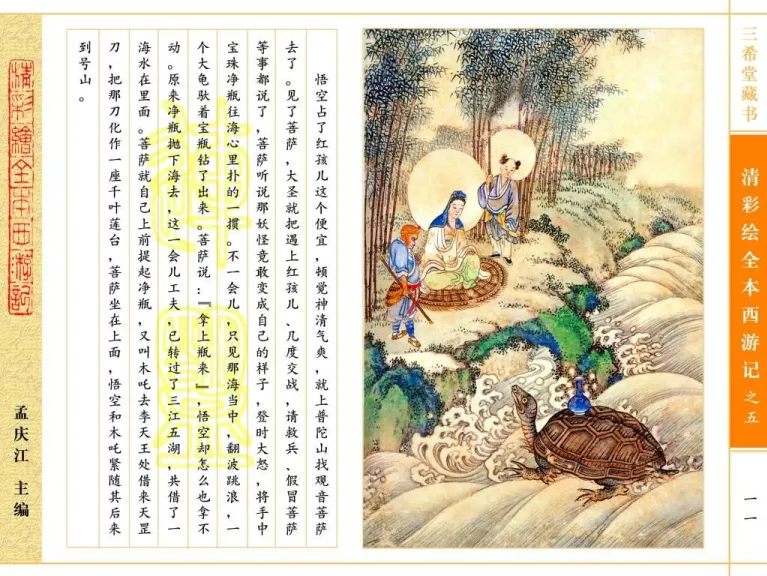 三希堂藏书
清彩绘全本西游记之五
一一
悟空占了红孩儿这个便宜，顿觉神清气爽，就上普陀山找观音菩萨
去了。见了菩萨，大圣就把遇上红孩儿、几度交战，请救兵、假冒菩萨
等事都说了，菩萨听说那妖怪竟敢变成自己的样子，登时大怒，将手中
宝珠净瓶往海心里扑的一掼。不一会儿，只见那海当中，翻波跳浪，一
个大龟驮着宝瓶钻了出来。菩萨说：『拿上瓶来』，悟空却怎么也拿不
动。原来净瓶抛下海去，这一会儿工夫，已转过了三江五湖，共借了一
海水在里面。菩萨就自己上前提起净瓶，又叫木吒去李天王处借来天罡
刀，把那刀化作一座千叶莲台，菩萨坐在上面，悟空和木吒紧随其后来
到号山。
清彩繪全本西游記
孟庆江 主编